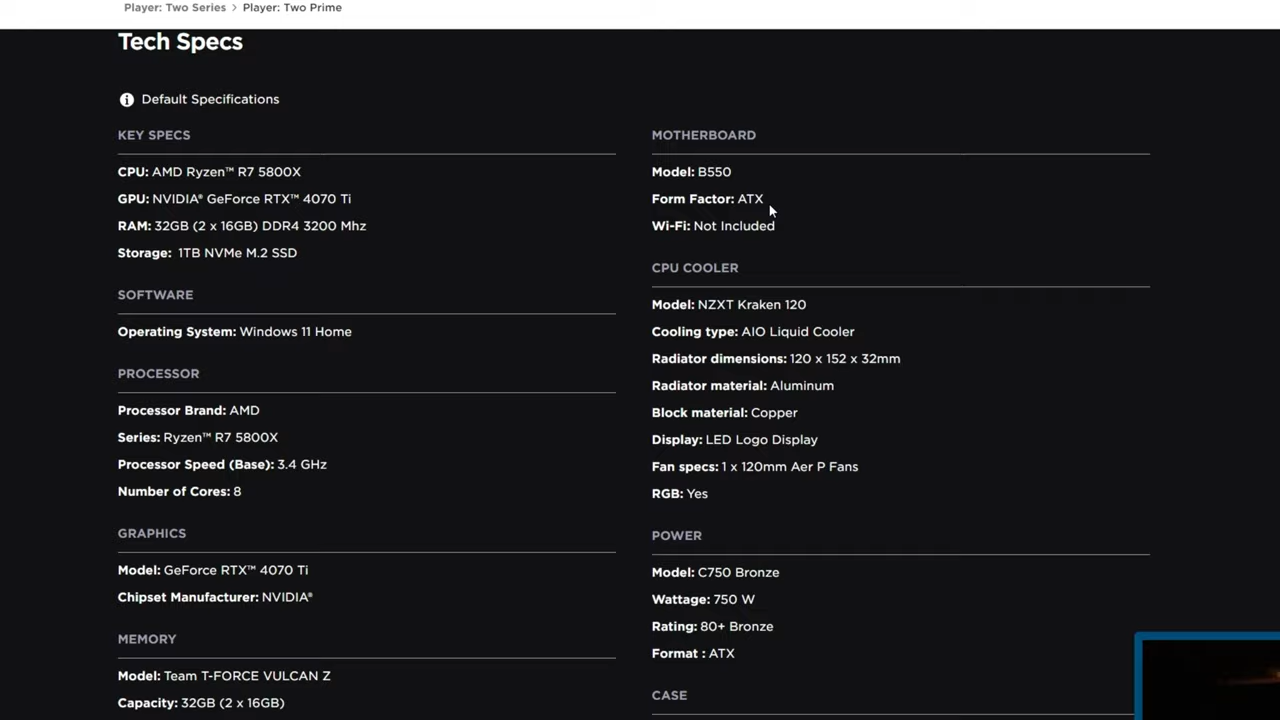 Player: Two Series > Player: Two Prime
Tech Specs
Default Specifications
KEY SPECS
CPU: AMD Ryzen™ R7 5800X
GPU: NVIDIA® GeForce RTX™ 4070 Ti
RAM: 32GB (2 x 16GB) DDR4 3200 Mhz
Storage: 1TB NVMe M.2 SSD
SOFTWARE
Operating System: Windows 11 Home
PROCESSOR
Processor Brand: AMD
Series: Ryzen™ R7 5800X
Processor Speed (Base): 3.4 GHz
Number of Cores: 8
GRAPHICS
Model: GeForce RTX™ 4070 Ti
Chipset Manufacturer: NVIDIA®
MEMORY
Model: Team T-FORCE VULCAN Z
Capacity: 32GB (2 x 16GB)
MOTHERBOARD
Model: B550
Form Factor: ATX
Wi-Fi: Not Included
CPU COOLER
Model: NZXT Kraken 120
Cooling type: AIO Liquid Cooler
Radiator dimensions: 120 x 152 x 32mm
Radiator material: Aluminum
Block material: Copper
Display: LED Logo Display
Fan specs: 1 x 120mm Aer P Fans
RGB: Yes
POWER
Model: C750 Bronze
Wattage: 750 W
Rating: 80+ Bronze
Format : ATX
CASE